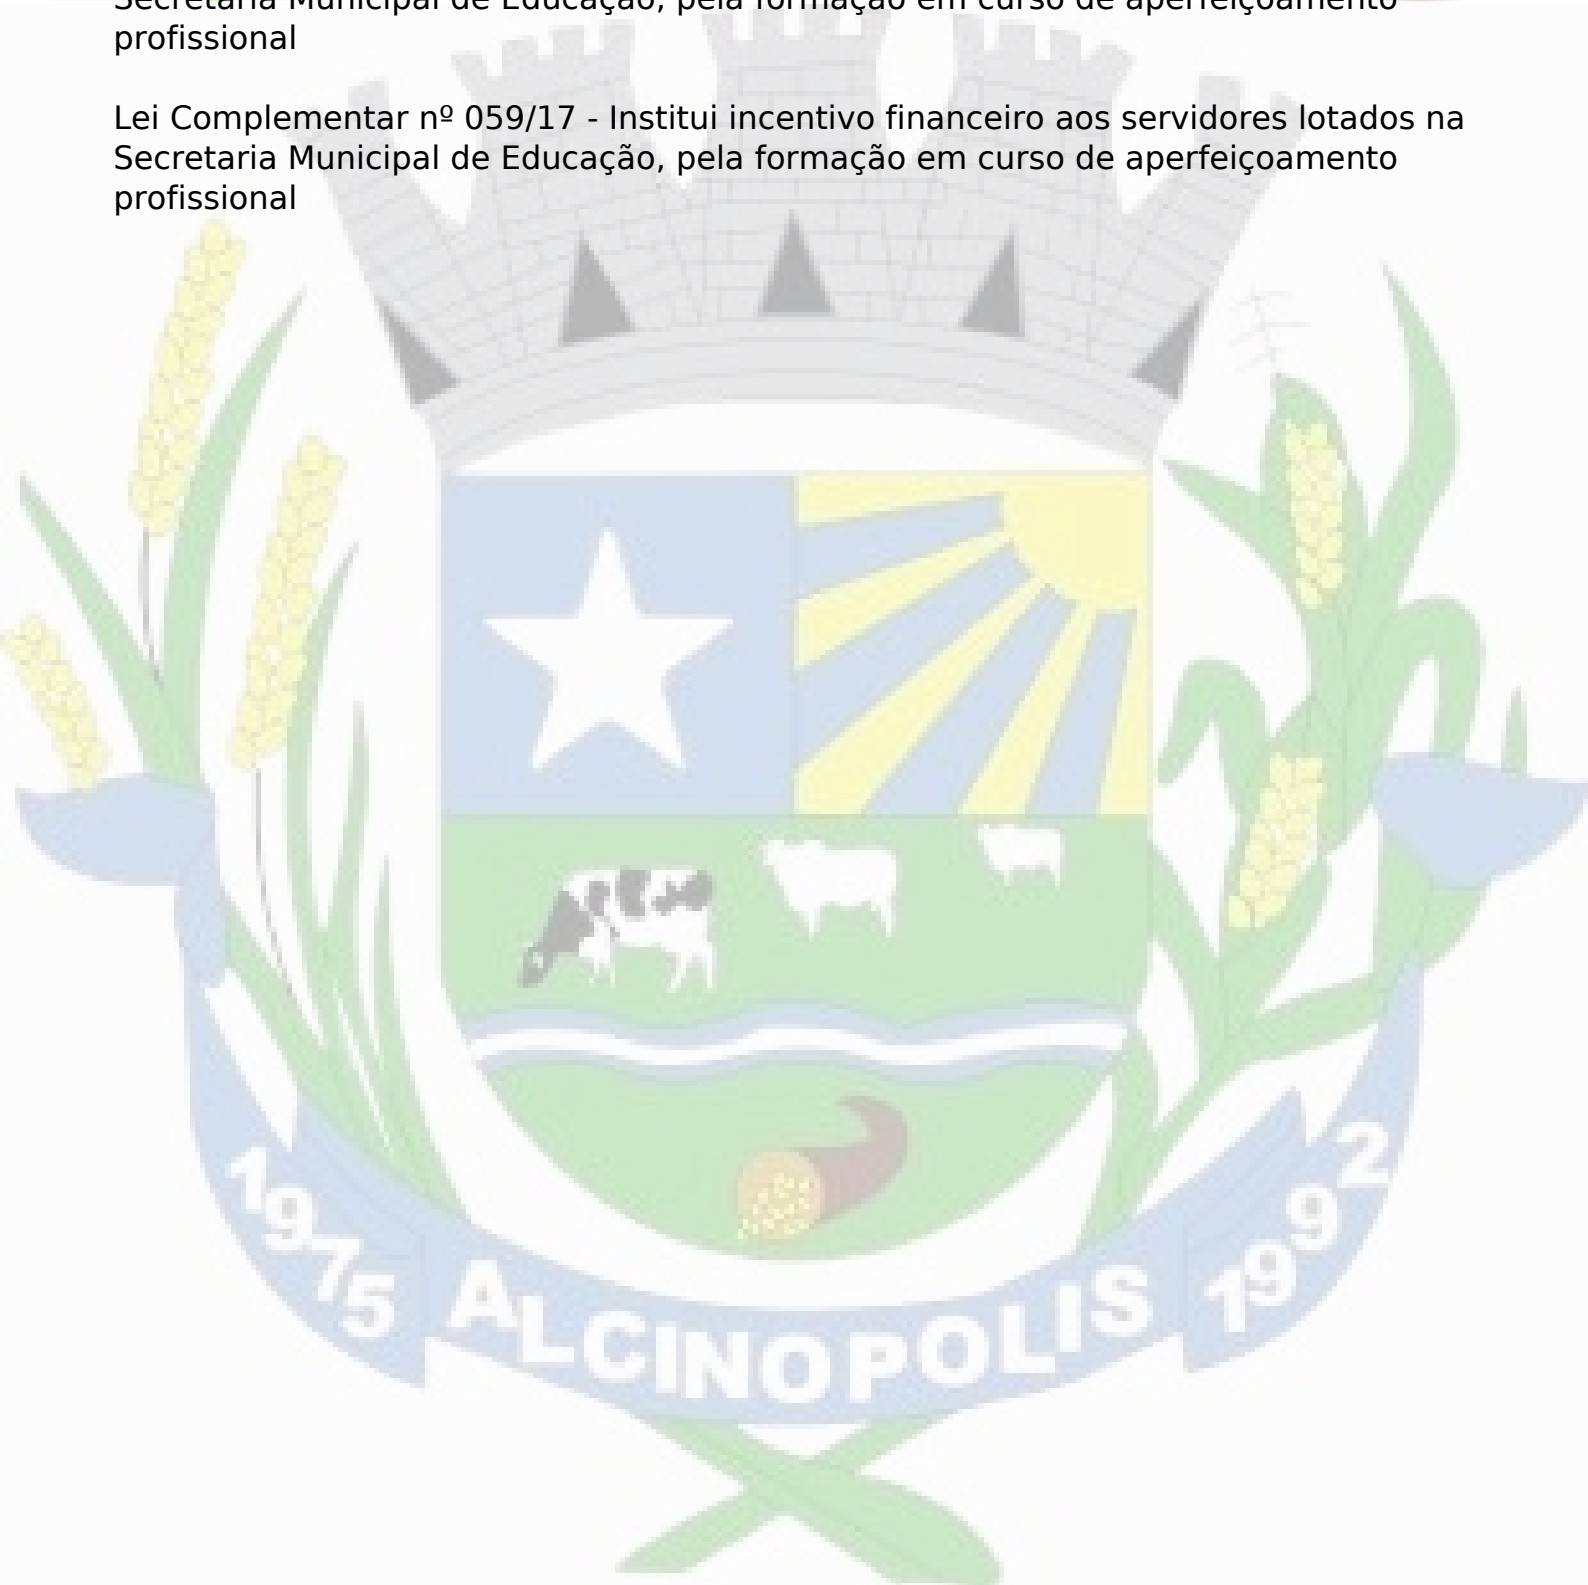 Secretaria Municipal de Educação, pela formação em curso de aperfeiçoamento
profissional
Lei Complementar nº 059/17 - Institui incentivo financeiro aos servidores lotados na
Secretaria Municipal de Educação, pela formação em curso de aperfeiçoamento
profissional
1975 ALCINOPOLIS 1992